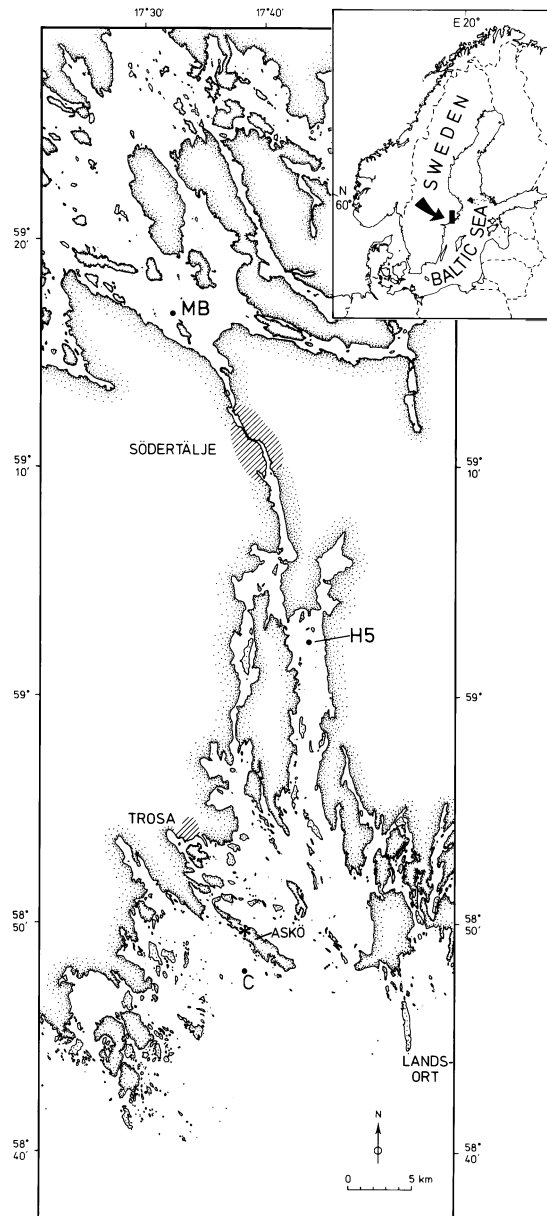 17°30' 17°40'
E 20°
SWEDEN
N
60°
BALTIC SEA
59°
20'
MB
SÖDERTÄLJE
59°
10'
59°
10'
H5
59°
59°
TROSA
58°
50'
58°
50'
ASKÖ
C
LANDS-
ORT
N
58°
40'
58°
40'
0 5 km